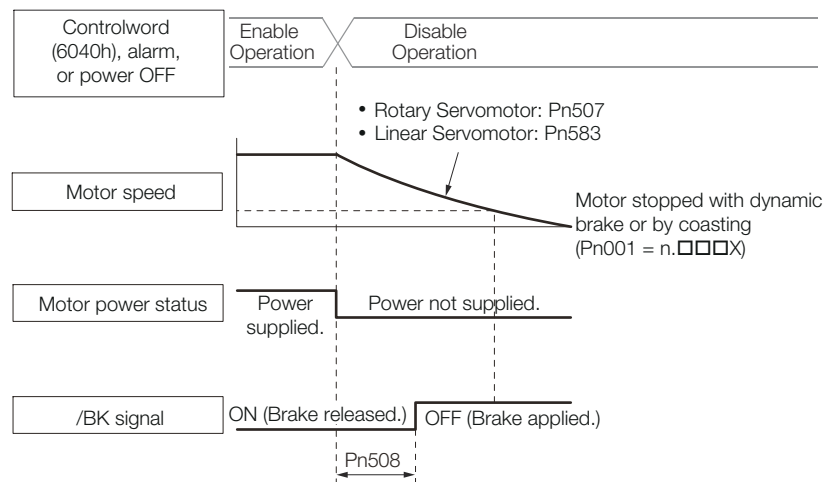 Controlword
(6040h), alarm,
or power OFF
Enable
Operation
Disable
Operation
• Rotary Servomotor: Pn507
• Linear Servomotor: Pn583
Motor speed
Motor stopped with dynamic
brake or by coasting
(Pn001 = n.□□□X)
Motor power status
Power
supplied.
Power not supplied.
/BK signal
ON (Brake released.)
OFF (Brake applied.)
Pn508